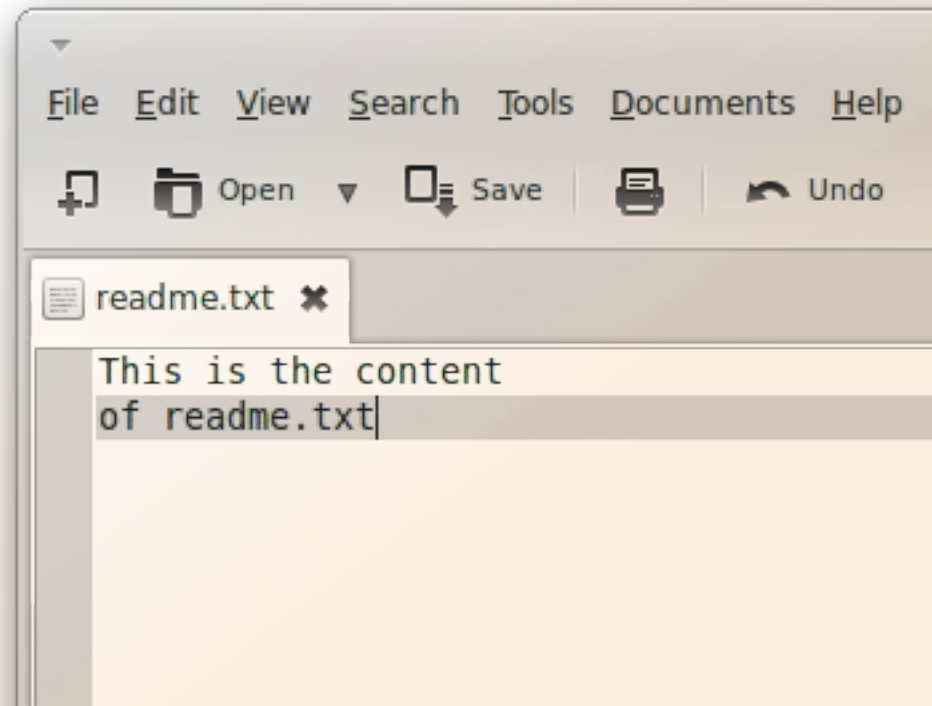 File Edit View Search Tools Documents Help
Open Save Undo
readme.txt
This is the content
of readme.txt